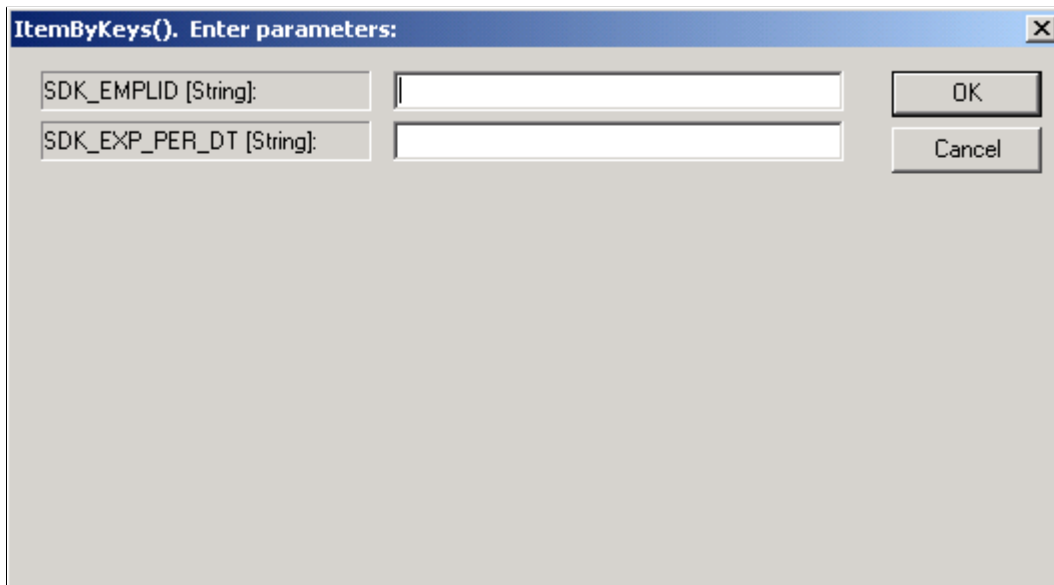 ItemByKeys().  Enter parameters:
SDK_EMPLID [String]:
OK
SDK_EXP_PER_DT [String]:
Cancel